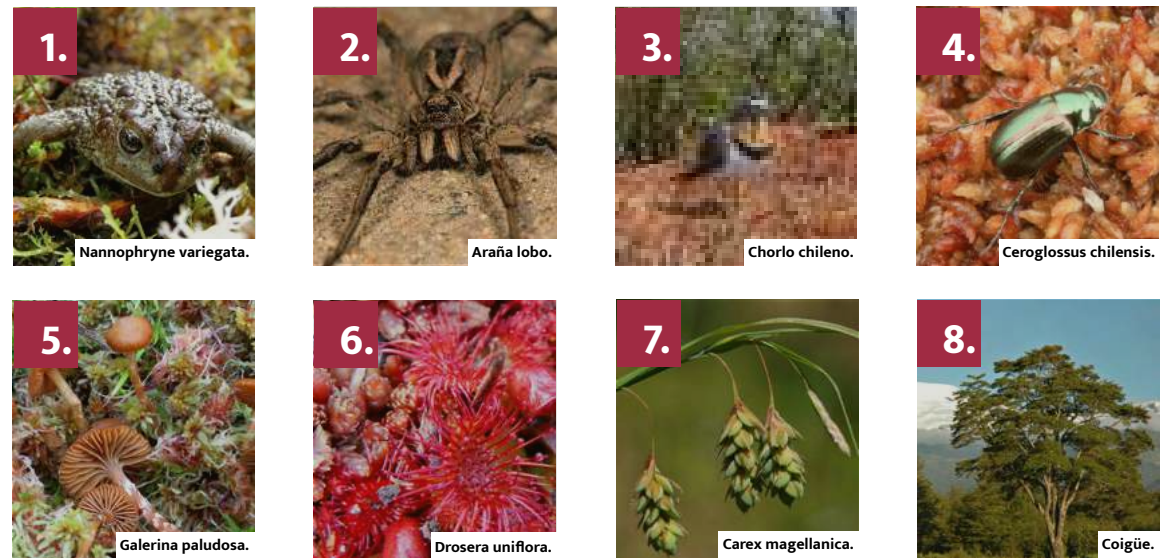 1.
Nannophryne variegata.
2.
Araña lobo.
3.
Chorlo chileno.
4.
Ceroglossus chilensis.
5.
Galerina paludosa.
6.
Drosera uniflora.
7.
Carex magellanica.
8.
Coigüe.